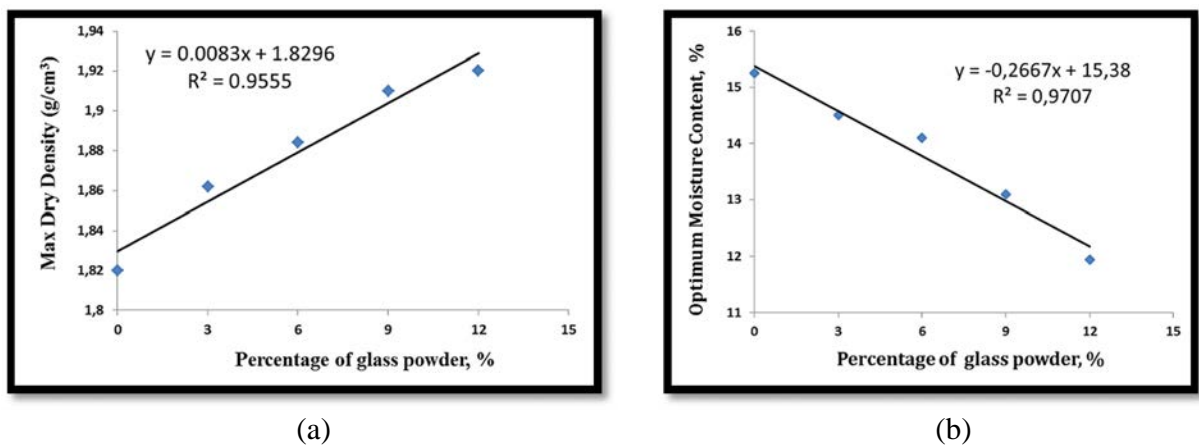 1,94
1,92
1,9
1,88
1,86
1,84
1,82
1,8
Max Dry Density (g/cm³)
y = 0.0083x + 1.8296
R² = 0.9555
0 3 6 9 12 15
Percentage of glass powder, %
(a)
16
15
14
13
12
11
Optimum Moisture Content, %
y = -0,2667x + 15,38
R² = 0,9707
0 3 6 9 12 15
Percentage of glass powder, %
(b)